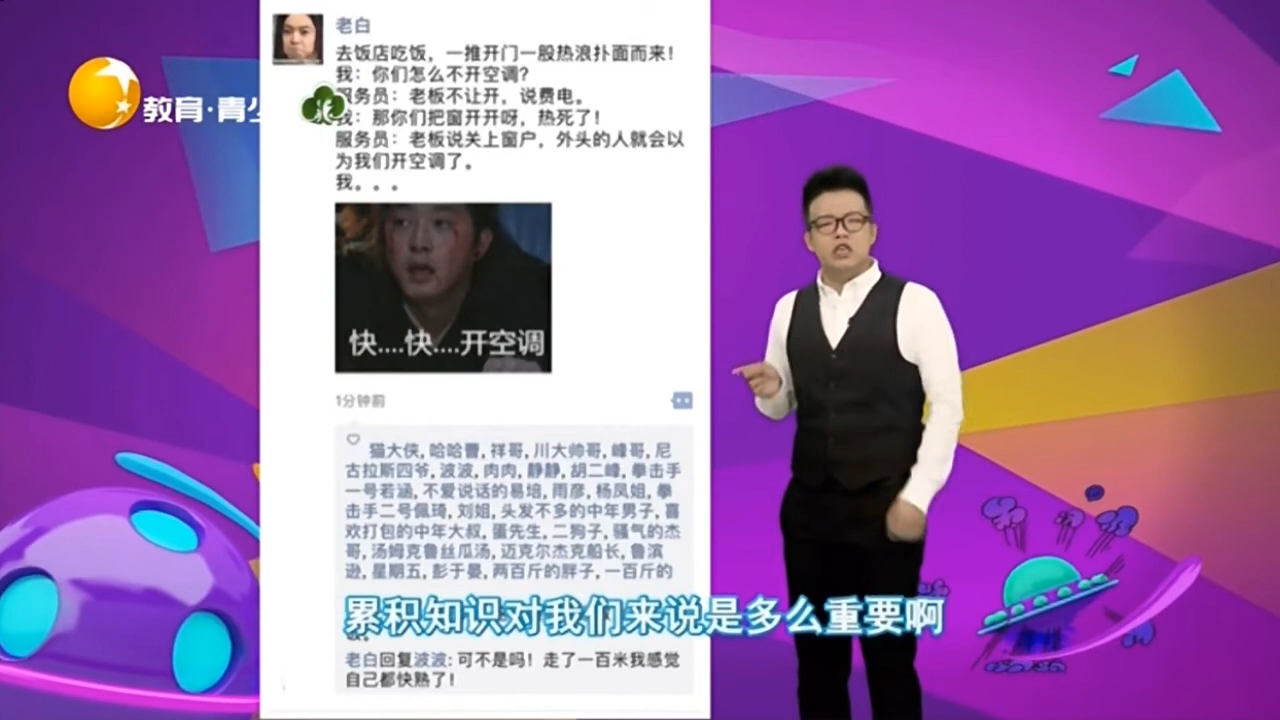 教育·青少
老白
去饭店吃饭，一推开门一股热浪扑面而来！
我：你们怎么不开空调？
服务员：老板不让开，说费电。
我：那你们把窗开开呀，热死了！
服务员：老板说关上窗户，外头的人就会以
为我们开空调了。
我。。。
快....快....开空调
1分钟前
猫大侠, 哈哈曹, 祥哥, 川大帅哥, 峰哥, 尼
古拉斯四爷, 波波, 肉肉, 静静, 胡二峰, 拳击手
一号若涵, 不爱说话的易培, 雨彦, 杨凤姐, 拳
击手二号佩琦, 刘姐, 头发不多的中年男子, 喜
欢打包的中年大叔, 蛋先生, 二狗子, 骚气的杰
哥, 汤姆克鲁丝瓜汤, 迈克尔杰克船长, 鲁滨
逊, 星期五, 彭于晏, 两百斤的胖子, 一百斤的
累积知识对我们来说是多么重要啊
老白回复波波: 可不是吗！走了一百米我感觉
自己都快熟了！